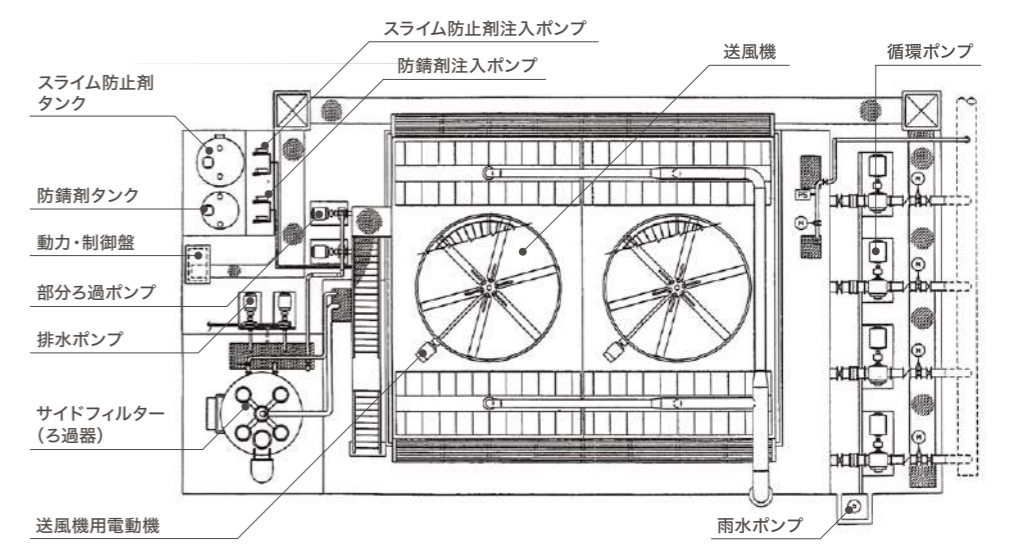 スライム防止剤注入ポンプ
送風機
循環ポンプ
防錆剤注入ポンプ
スライム防止剤
タンク
防錆剤タンク
動力・制御盤
部分ろ過ポンプ
排水ポンプ
サイドフィルター
（ろ過器）
送風機用電動機
雨水ポンプ
PS
M
M
M
M
M